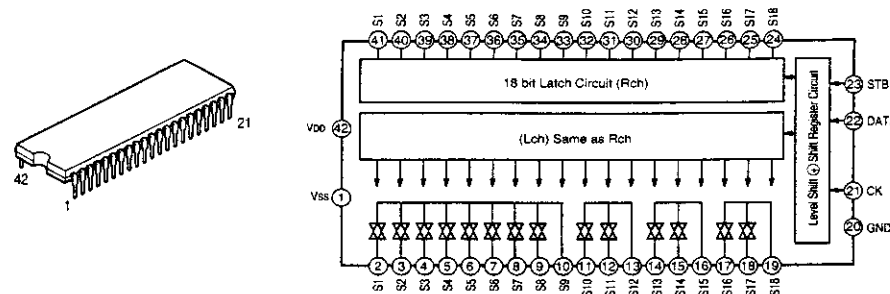 S1 S2 S3 S4 S5 S6 S7 S8 S9 S10 S11 S12 S13 S14 S15 S16 S17 S18
41 40 39 38 37 36 35 34 33 32 31 30 29 28 27 26 25 24
18 bit Latch Circuit (Rch)
23 STB
22 DAT
VDD 42
(Lch) Same as Rch
Level Shift + Shift Register Circuit
21
42
1
VSS 1
21 CK
20 GND
2 3 4 5 6 7 8 9 10 11 12 13 14 15 16 17 18 19
S1 S2 S3 S4 S5 S6 S7 S8 S9 S10 S11 S12 S13 S14 S15 S16 S17 S18